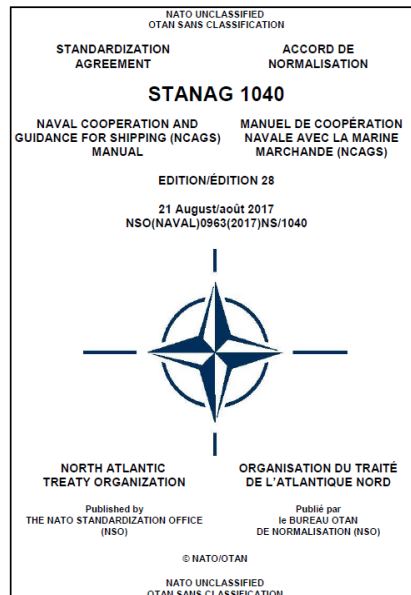 NATO UNCLASSIFIED
OTAN SANS CLASSIFICATION
STANDARDIZATION
AGREEMENT
ACCORD DE
NORMALISATION
STANAG 1040
NAVAL COOPERATION AND
GUIDANCE FOR SHIPPING (NCAGS)
MANUAL
MANUEL DE COOPÉRATION
NAVALE AVEC LA MARINE
MARCHANDE (NCAGS)
EDITION/ÉDITION 28
21 August/août 2017
NSO(NAVAL)0963(2017)NS/1040
NORTH ATLANTIC
TREATY ORGANIZATION
ORGANISATION DU TRAITÉ
DE L'ATLANTIQUE NORD
Published by
THE NATO STANDARDIZATION OFFICE
(NSO)
Publié par
le BUREAU OTAN
DE NORMALISATION (NSO)
© NATO/OTAN
NATO UNCLASSIFIED
OTAN SANS CLASSIFICATION